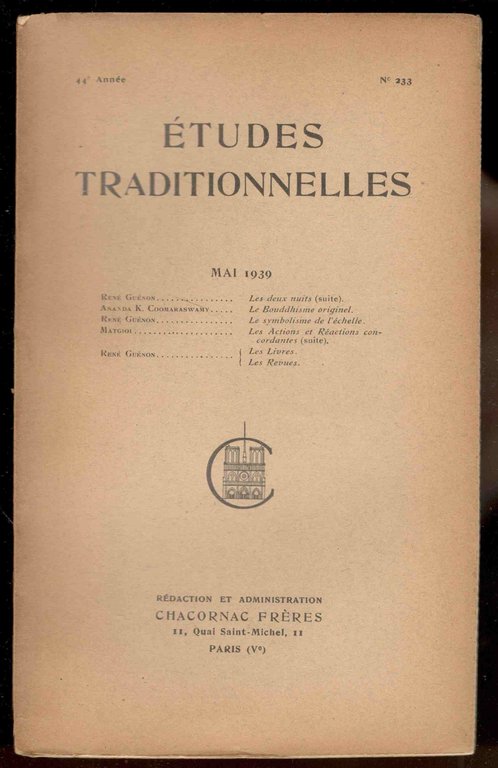 44e Année
No 233
ÉTUDES
TRADITIONNELLES
MAI 1939
René Guénon................ Les deux nuits (suite).
Ananda K. Coomaraswamy..... Le Bouddhisme originel.
René Guénon................ Le symbolisme de l'échelle.
Matgioi.................... Les Actions et Réactions con-
cordantes (suite).
René Guénon................ { Les Livres.
Les Revues.
C
RÉDACTION ET ADMINISTRATION
CHACORNAC FRÈRES
11, Quai Saint-Michel, 11
PARIS (Ve)